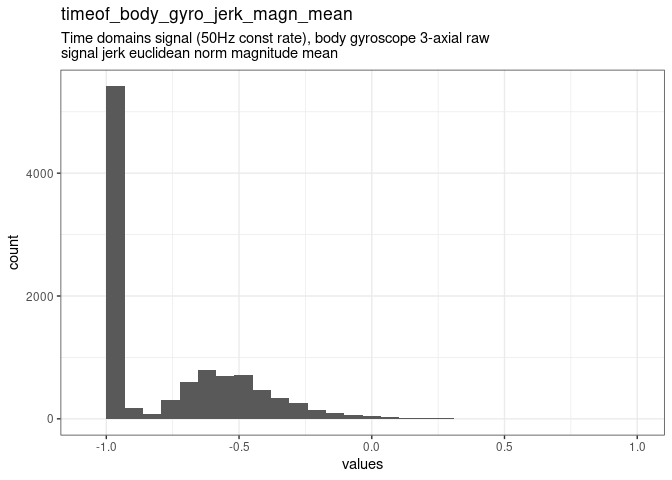 timeof_body_gyro_jerk_magn_mean
Time domains signal (50Hz const rate), body gyroscope 3-axial raw
signal jerk euclidean norm magnitude mean
count
4000
2000
0
-1.0 -0.5 0.0 0.5 1.0
values